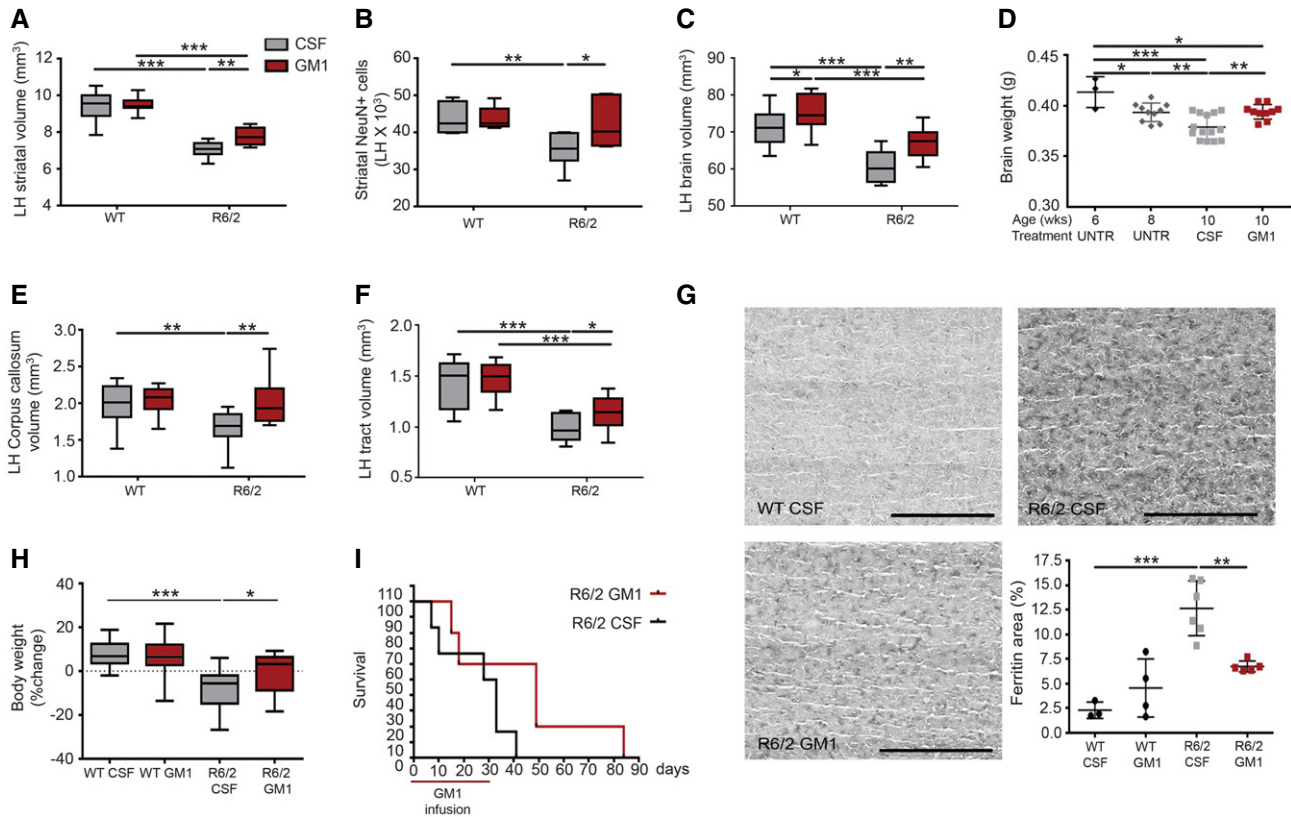 A
LH striatal volume (mm3)
12
10
8
6
4
WT
R6/2
***
***
**
CSF
GM1
B
Striatal NeuN+ cells
(LH X 103)
60
50
40
30
20
WT
R6/2
**
*
C
LH brain volume (mm3)
90
80
70
60
50
WT
R6/2
***
**
*
***
D
Brain weight (g)
0.45
0.40
0.35
0.30
*
***
*
**
**
Age (wks) 6 8 10 10
Treatment UNTR UNTR CSF GM1
E
LH Corpus callosum
volume (mm3)
3.0
2.5
2.0
1.5
1.0
WT
R6/2
**
**
F
LH tract volume (mm3)
2.0
1.5
1.0
0.5
WT
R6/2
***
*
***
G
WT CSF
R6/2 CSF
R6/2 GM1
Ferritin area (%)
17.5
15.0
12.5
10.0
7.5
5.0
2.5
0.0
***
**
WT
CSF
WT
GM1
R6/2
CSF
R6/2
GM1
H
Body weight
(%change)
40
20
0
-20
-40
***
*
WT CSF
WT GM1
R6/2
CSF
R6/2
GM1
I
Survival
110
100
90
80
70
60
50
40
30
20
10
0
R6/2 GM1
R6/2 CSF
0 10 20 30 40 50 60 70 80 90 days
GM1
infusion